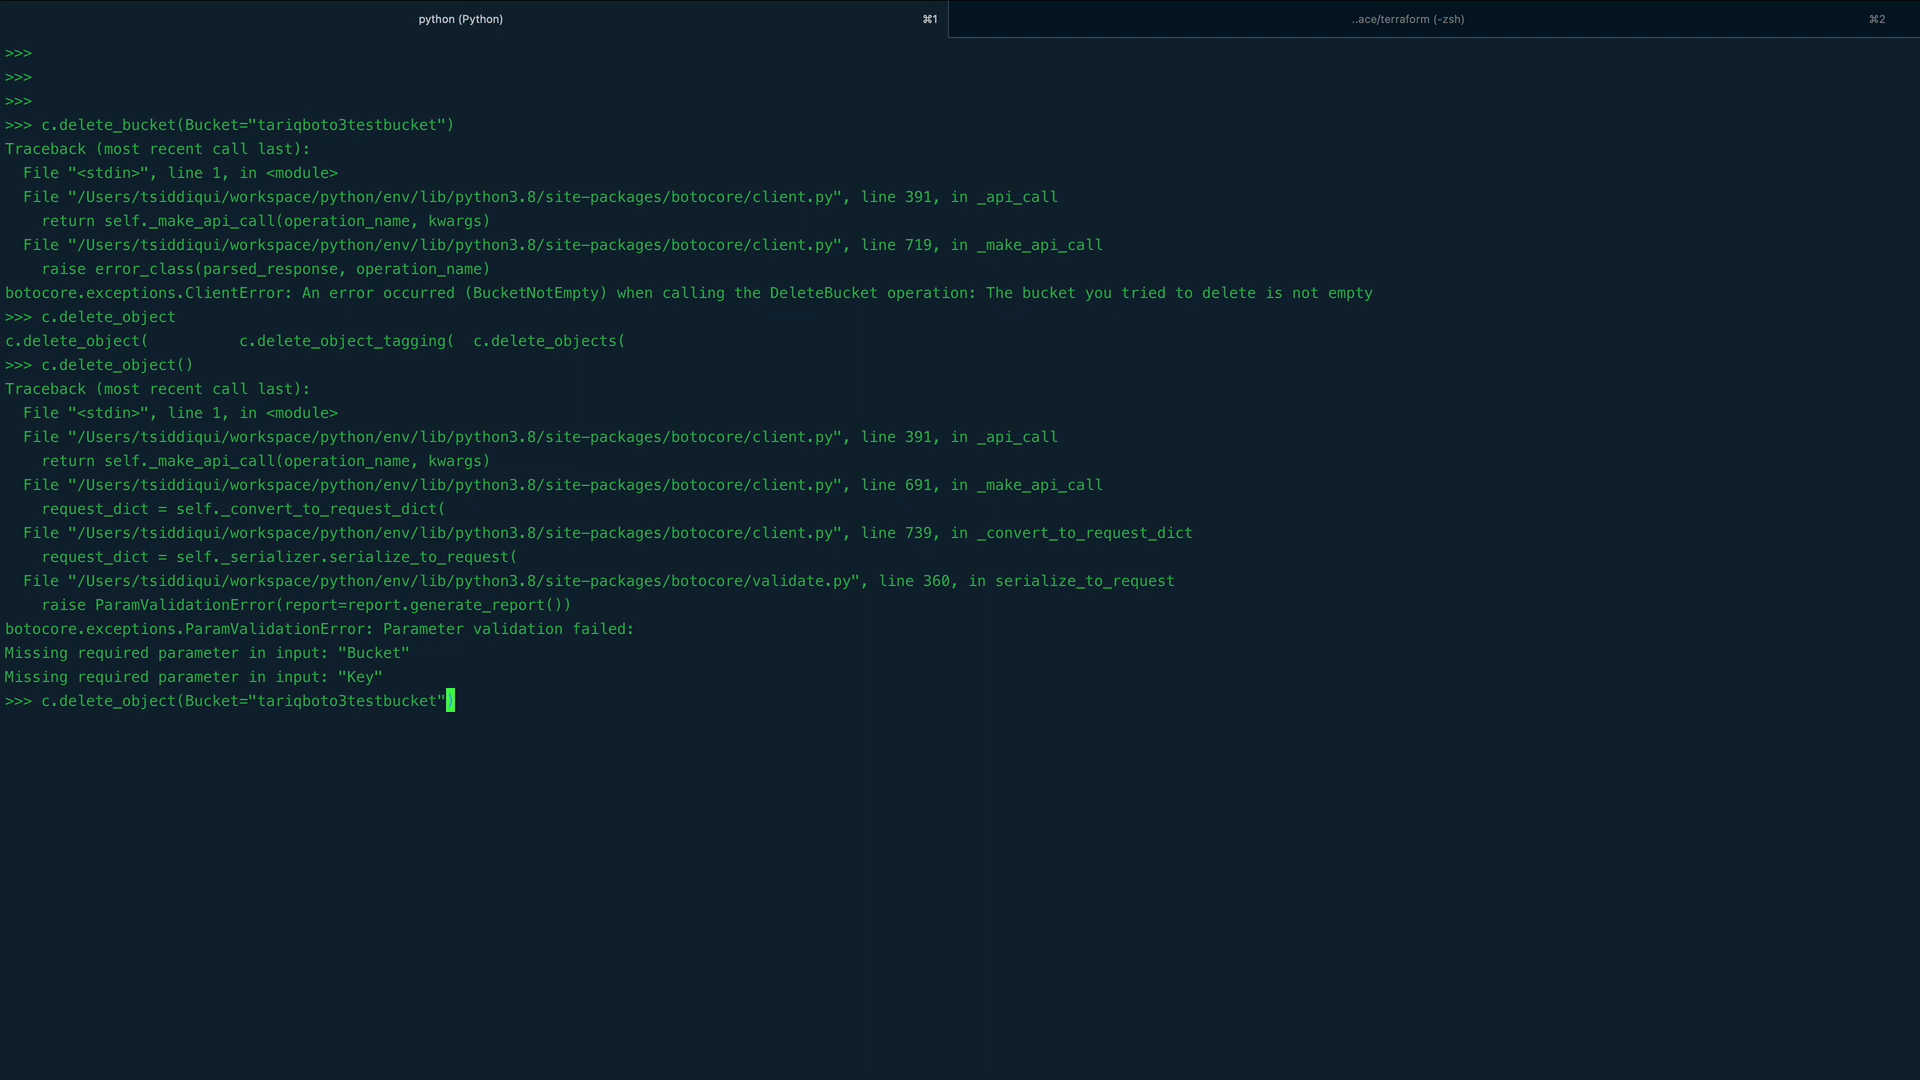 python (Python) ⌘1 ..ace/terraform (-zsh) ⌘2
>>>
>>>
>>>
>>> c.delete_bucket(Bucket="tariqboto3testbucket")
Traceback (most recent call last):
  File "<stdin>", line 1, in <module>
  File "/Users/tsiddiqui/workspace/python/env/lib/python3.8/site-packages/botocore/client.py", line 391, in _api_call
    return self._make_api_call(operation_name, kwargs)
  File "/Users/tsiddiqui/workspace/python/env/lib/python3.8/site-packages/botocore/client.py", line 719, in _make_api_call
    raise error_class(parsed_response, operation_name)
botocore.exceptions.ClientError: An error occurred (BucketNotEmpty) when calling the DeleteBucket operation: The bucket you tried to delete is not empty
>>> c.delete_object
c.delete_object(          c.delete_object_tagging(  c.delete_objects(
>>> c.delete_object()
Traceback (most recent call last):
  File "<stdin>", line 1, in <module>
  File "/Users/tsiddiqui/workspace/python/env/lib/python3.8/site-packages/botocore/client.py", line 391, in _api_call
    return self._make_api_call(operation_name, kwargs)
  File "/Users/tsiddiqui/workspace/python/env/lib/python3.8/site-packages/botocore/client.py", line 691, in _make_api_call
    request_dict = self._convert_to_request_dict(
  File "/Users/tsiddiqui/workspace/python/env/lib/python3.8/site-packages/botocore/client.py", line 739, in _convert_to_request_dict
    request_dict = self._serializer.serialize_to_request(
  File "/Users/tsiddiqui/workspace/python/env/lib/python3.8/site-packages/botocore/validate.py", line 360, in serialize_to_request
    raise ParamValidationError(report=report.generate_report())
botocore.exceptions.ParamValidationError: Parameter validation failed:
Missing required parameter in input: "Bucket"
Missing required parameter in input: "Key"
>>> c.delete_object(Bucket="tariqboto3testbucket")